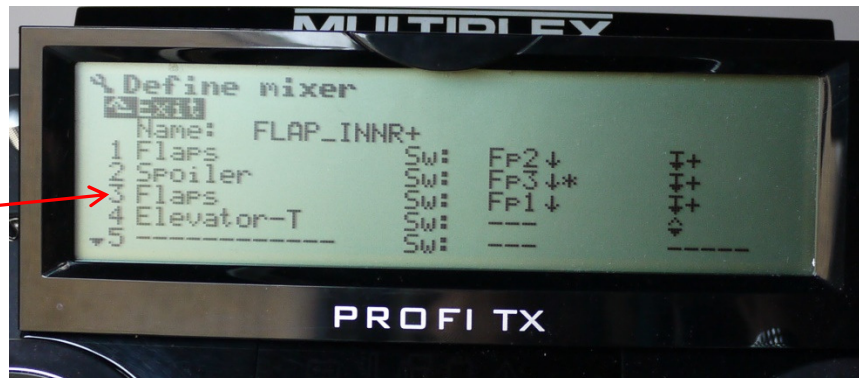 MULTIPLEX
Define mixer
Exit
Name: FLAP_INNR+
1 Flaps Sw: Fp2↓ ↧+
2 Spoiler Sw: Fp3↓* ↧+
3 Flaps Sw: Fp1↓ ↧+
4 Elevator-T Sw: ---
5 ------------- Sw: --- -----
PROFI TX